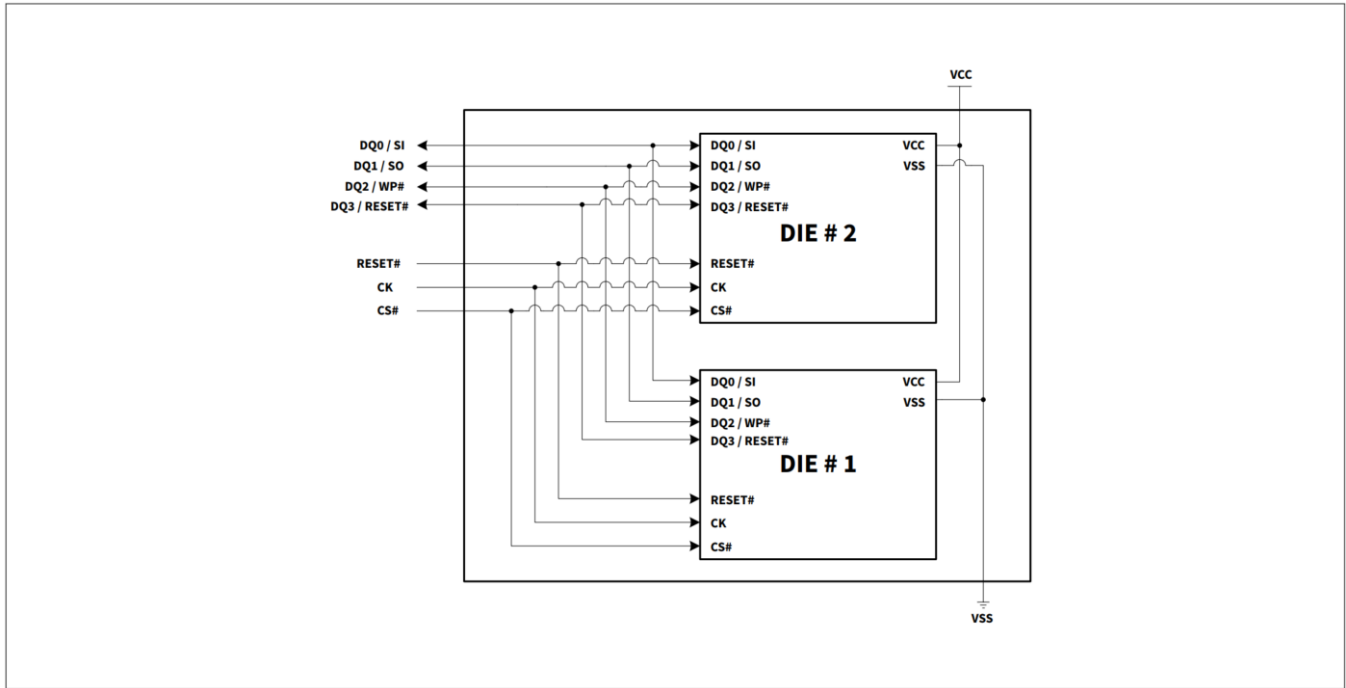 VCC
DQ0 / SI
DQ1 / SO
DQ2 / WP#
DQ3 / RESET#
RESET#
CK
CS#
DQ0 / SI
DQ1 / SO
DQ2 / WP#
DQ3 / RESET#
VCC
VSS
DIE # 2
RESET#
CK
CS#
DQ0 / SI
DQ1 / SO
DQ2 / WP#
DQ3 / RESET#
VCC
VSS
DIE # 1
RESET#
CK
CS#
VSS